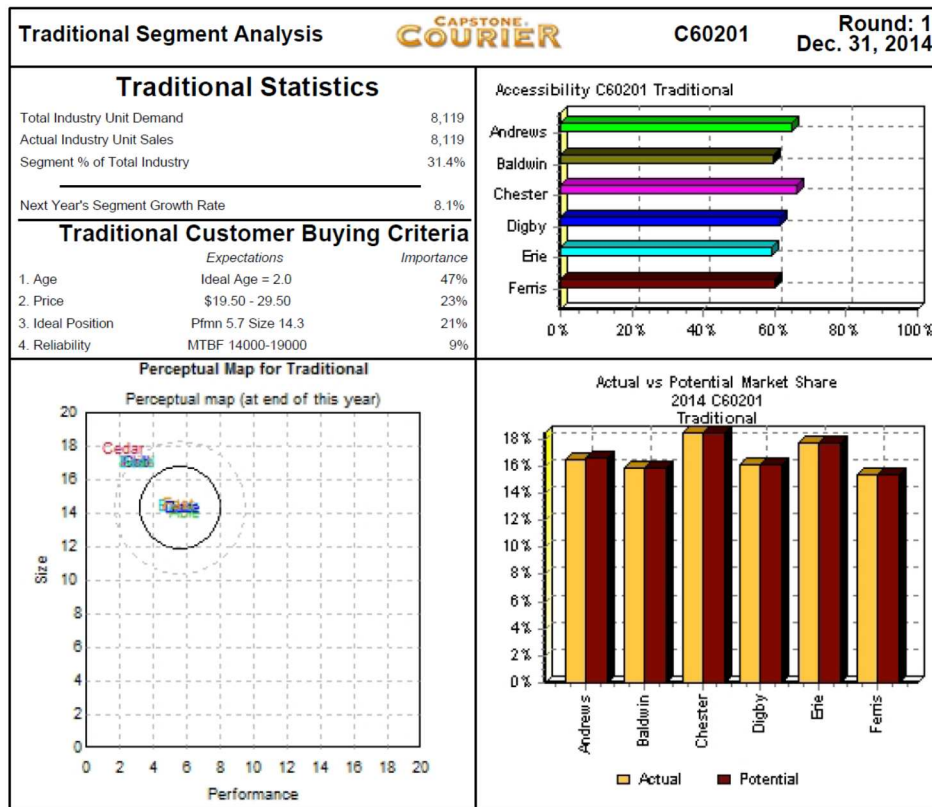 Traditional Segment Analysis
CAPSTONE COURIER
C60201
Round: 1
Dec. 31, 2014
Traditional Statistics
Total Industry Unit Demand 8,119
Actual Industry Unit Sales 8,119
Segment % of Total Industry 31.4%
Next Year's Segment Growth Rate 8.1%
Traditional Customer Buying Criteria
Expectations Importance
1. Age Ideal Age = 2.0 47%
2. Price $19.50 - 29.50 23%
3. Ideal Position Pfmn 5.7 Size 14.3 21%
4. Reliability MTBF 14000-19000 9%
Accessibility C60201 Traditional
Andrews
Baldwin
Chester
Digby
Erie
Ferris
0% 20% 40% 60% 80% 100%
Perceptual Map for Traditional
Perceptual map (at end of this year)
20
18
16
14
12
10
8
6
4
2
0
Size
Cedar
Able
0 2 4 6 8 10 12 14 16 18 20
Performance
Actual vs Potential Market Share
2014 C60201
Traditional
18%
16%
14%
12%
10%
8%
6%
4%
2%
0%
Andrews
Baldwin
Chester
Digby
Erie
Ferris
Actual Potential